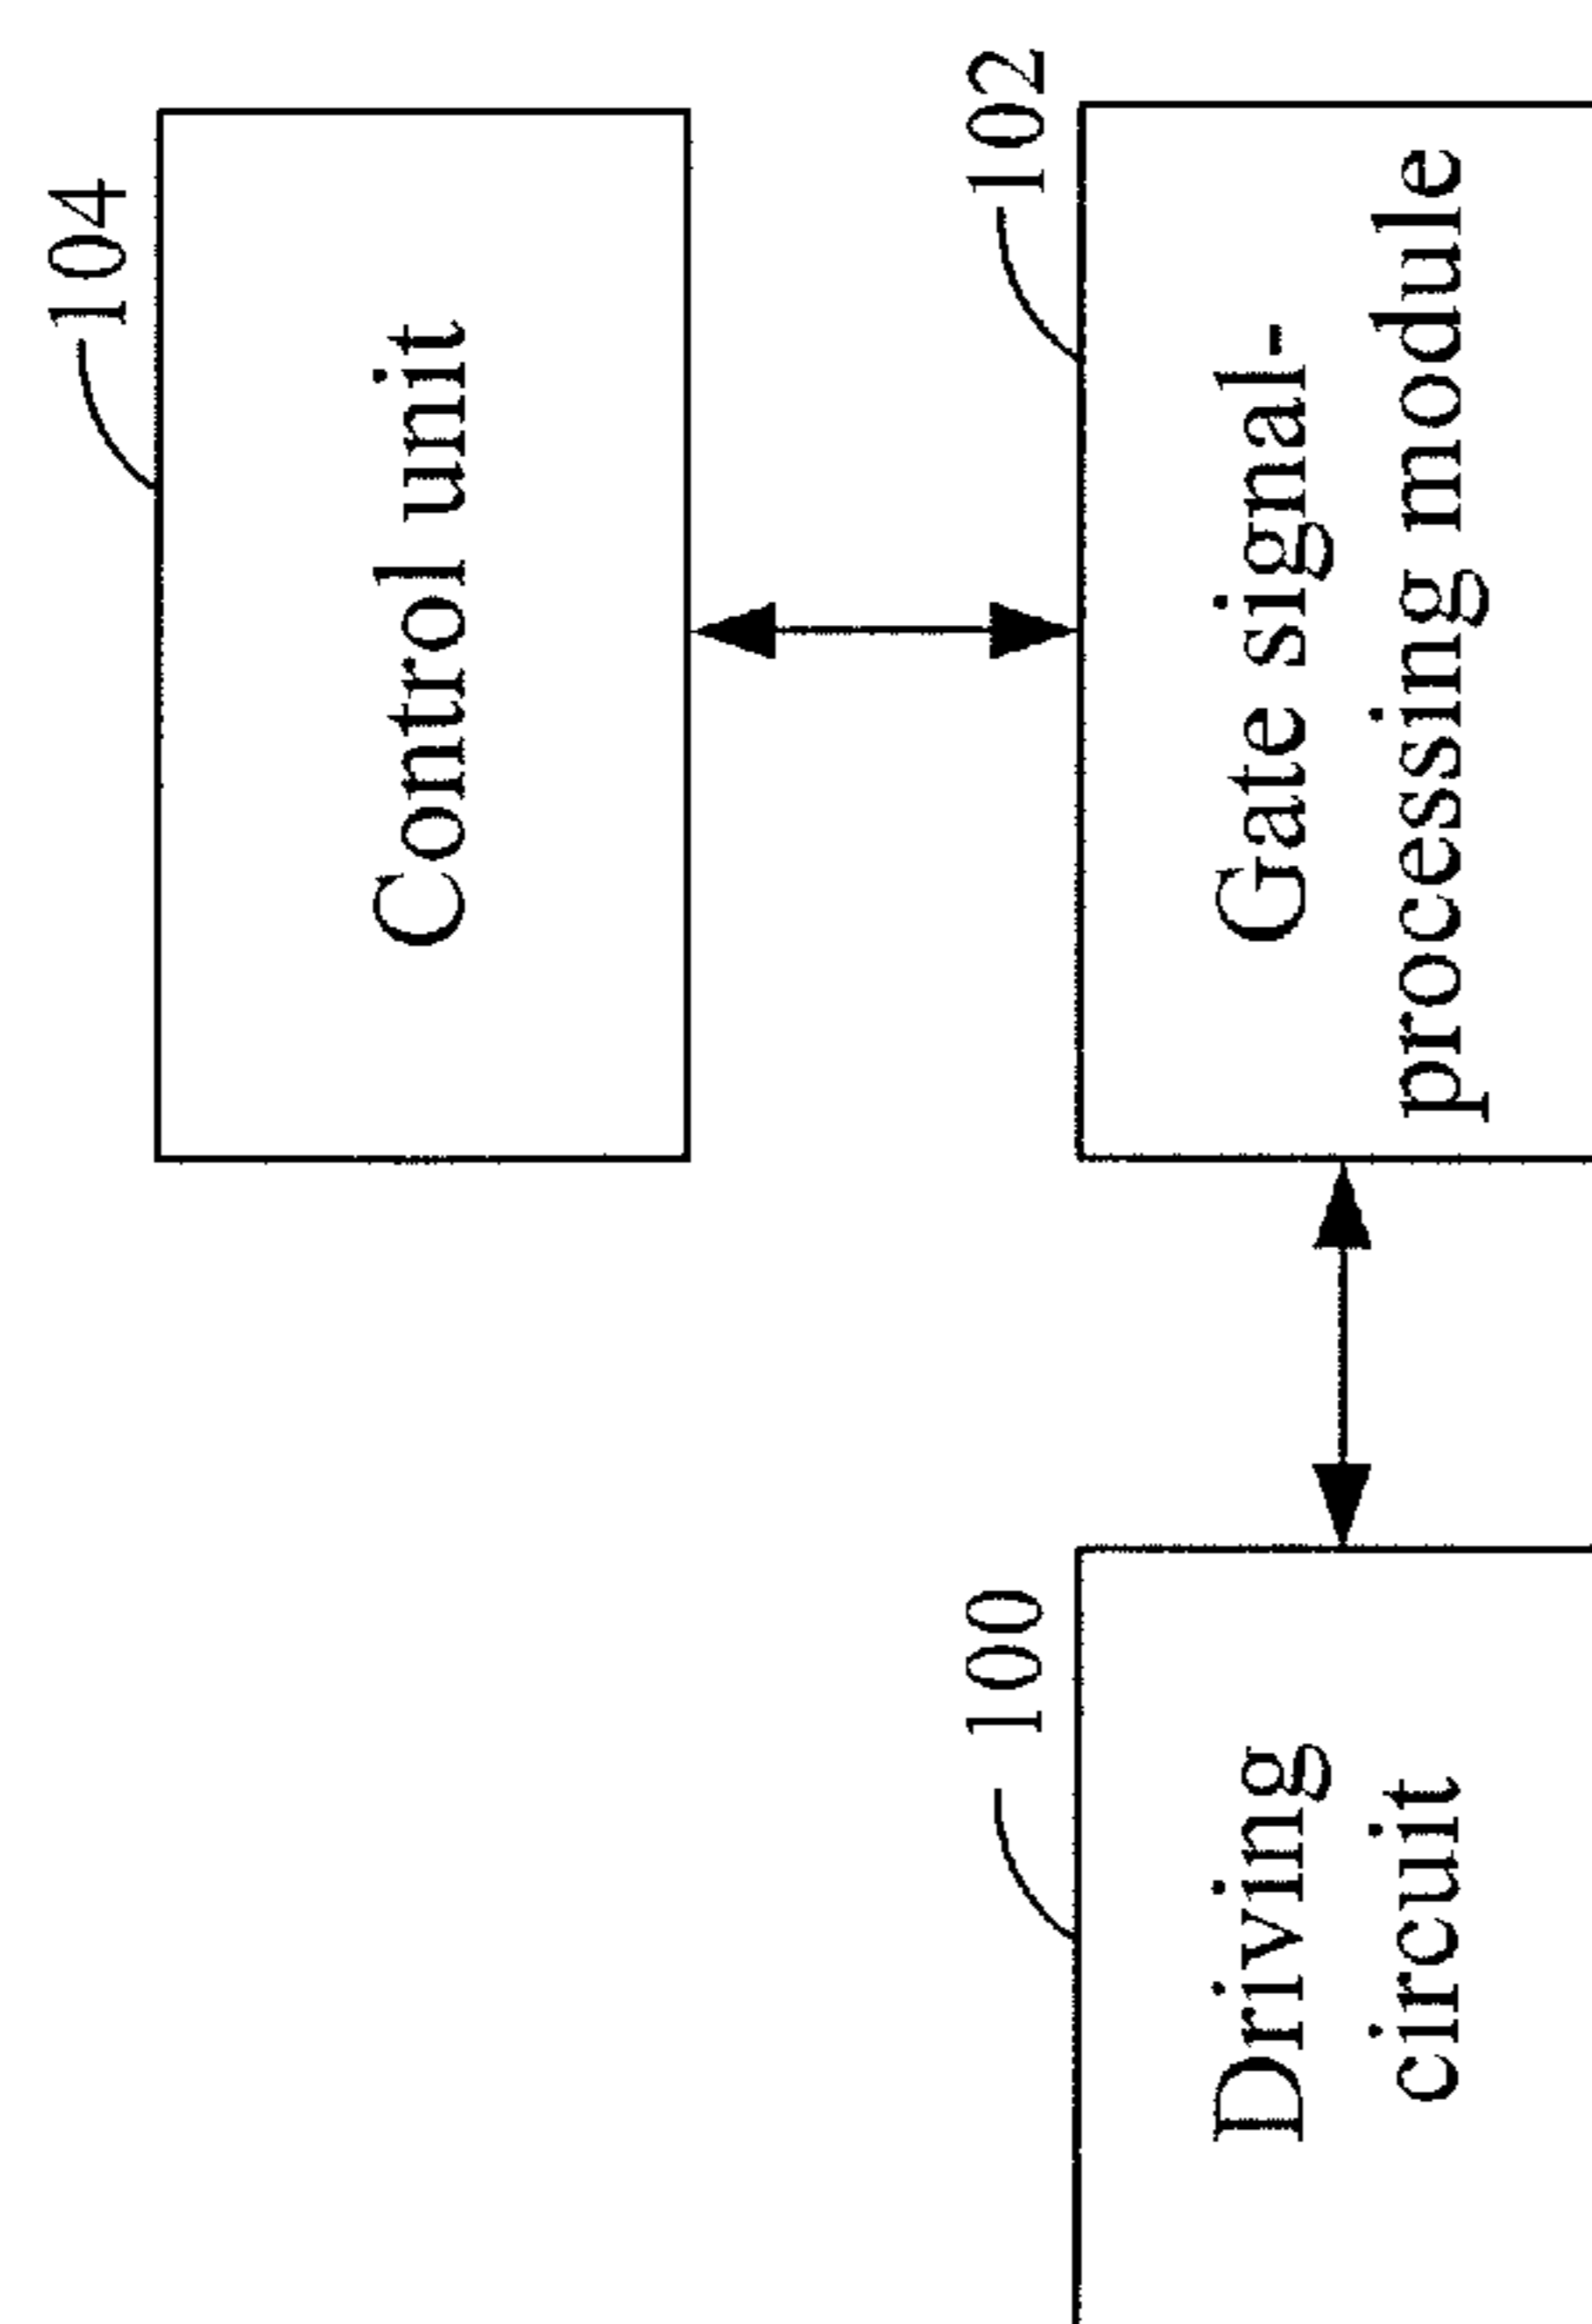 104
Control unit
100
102
Driving
circuit
Gate signal-
processing module